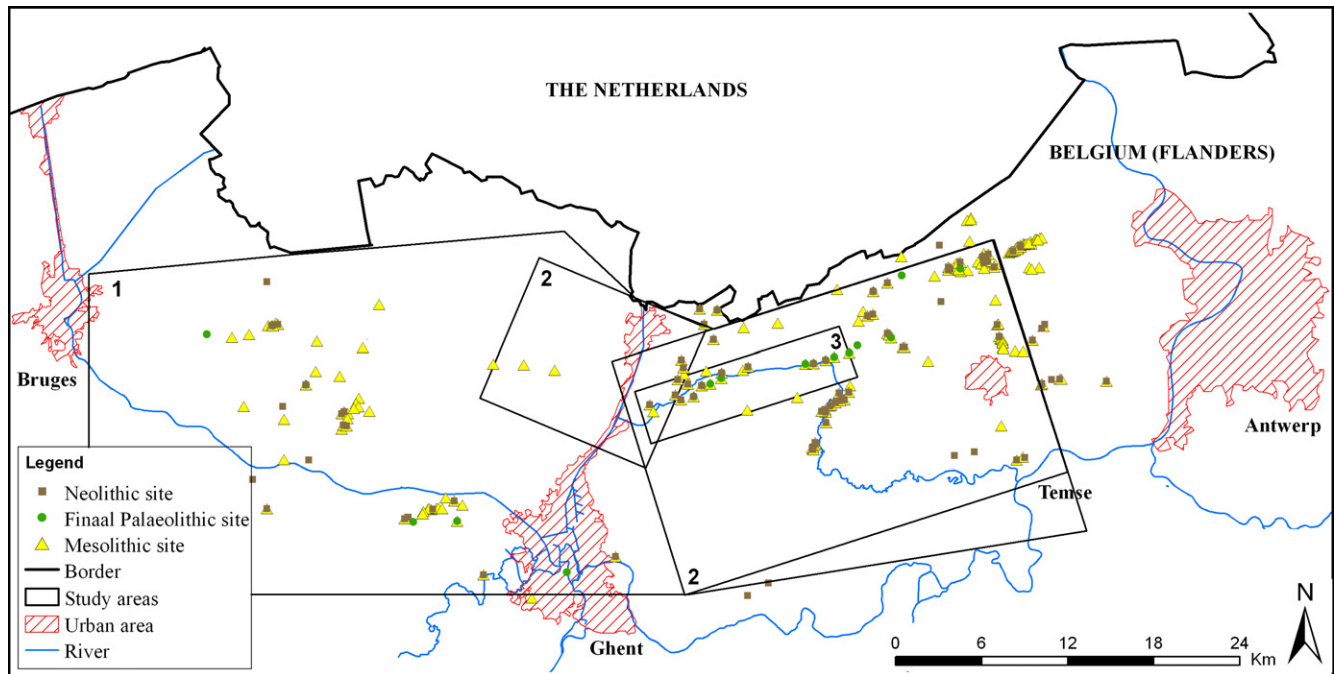 THE NETHERLANDS
BELGIUM (FLANDERS)
1
2
3
Bruges
Antwerp
Temse
2
Ghent
Legend
Neolithic site
Finaal Palaeolithic site
Mesolithic site
Border
Study areas
Urban area
River
N
0 6 12 18 24
Km